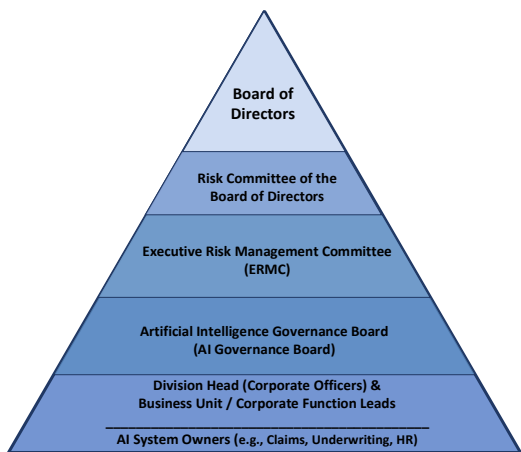 Board of
Directors
Risk Committee of the
Board of Directors
Executive Risk Management Committee
(ERMC)
Artificial Intelligence Governance Board
(AI Governance Board)
Division Head (Corporate Officers) &
Business Unit / Corporate Function Leads
AI System Owners (e.g., Claims, Underwriting, HR)